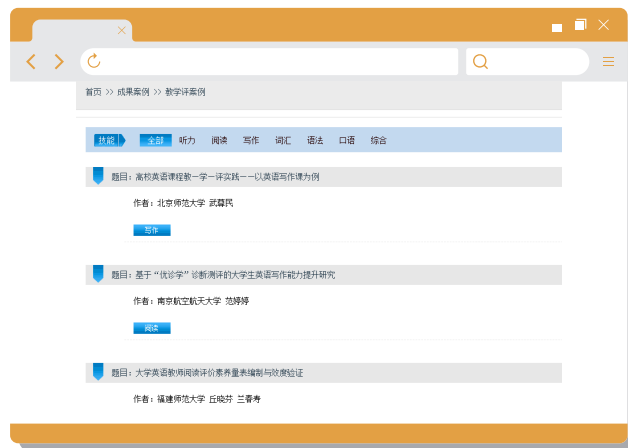 首页 >> 成果案例 >> 教学评案例
技能 全部 听力 阅读 写作 词汇 语法 口语 综合
题目：高校英语课程教一学一评实践——以英语写作课为例
作者：北京师范大学 武尊民
写作
题目：基于“优诊学”诊断测评的大学生英语写作能力提升研究
作者：南京航空航天大学 范婷婷
阅读
题目：大学英语教师阅读评价素养量表编制与效度验证
作者：福建师范大学 丘晓芬 兰春寿